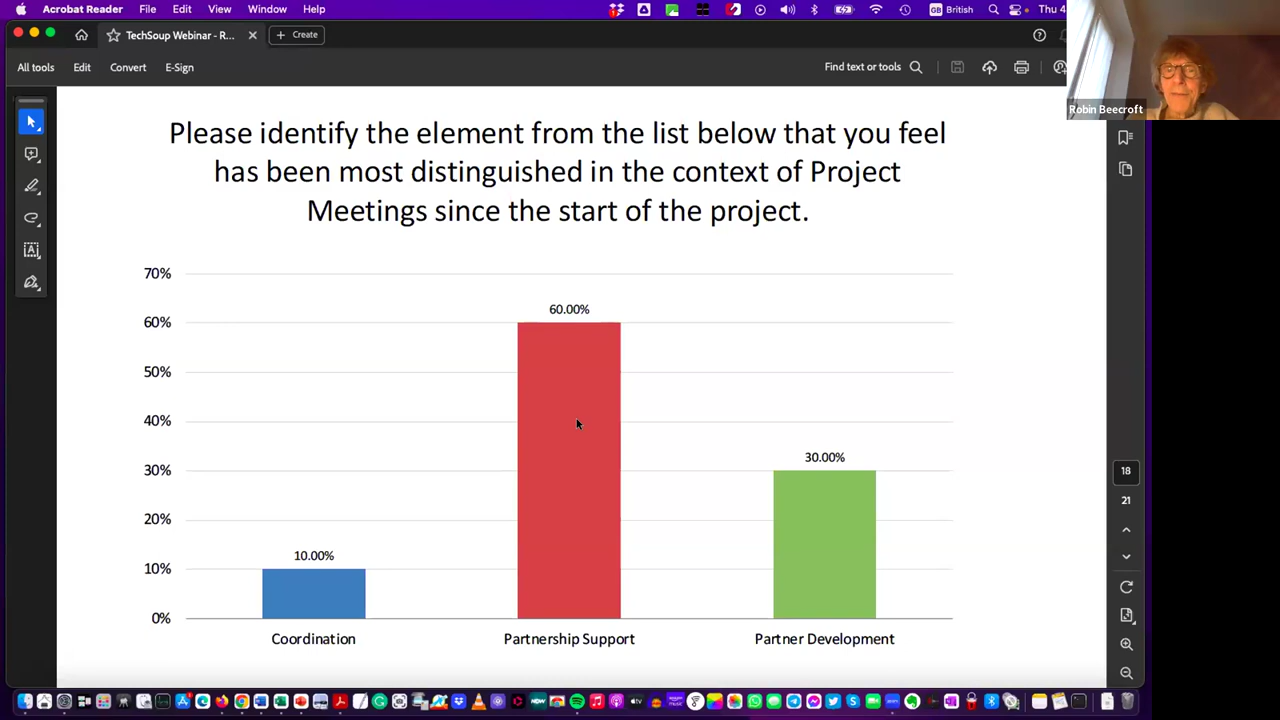 Acrobat Reader File Edit View Window Help British Thu 4
TechSoup Webinar - R... Create
All tools Edit Convert E-Sign Find text or tools
Robin Beecroft
Please identify the element from the list below that you feel
has been most distinguished in the context of Project
Meetings since the start of the project.
70%
60.00%
60%
50%
40%
30.00%
30%
20%
10.00%
10%
0%
Coordination Partnership Support Partner Development
18
21